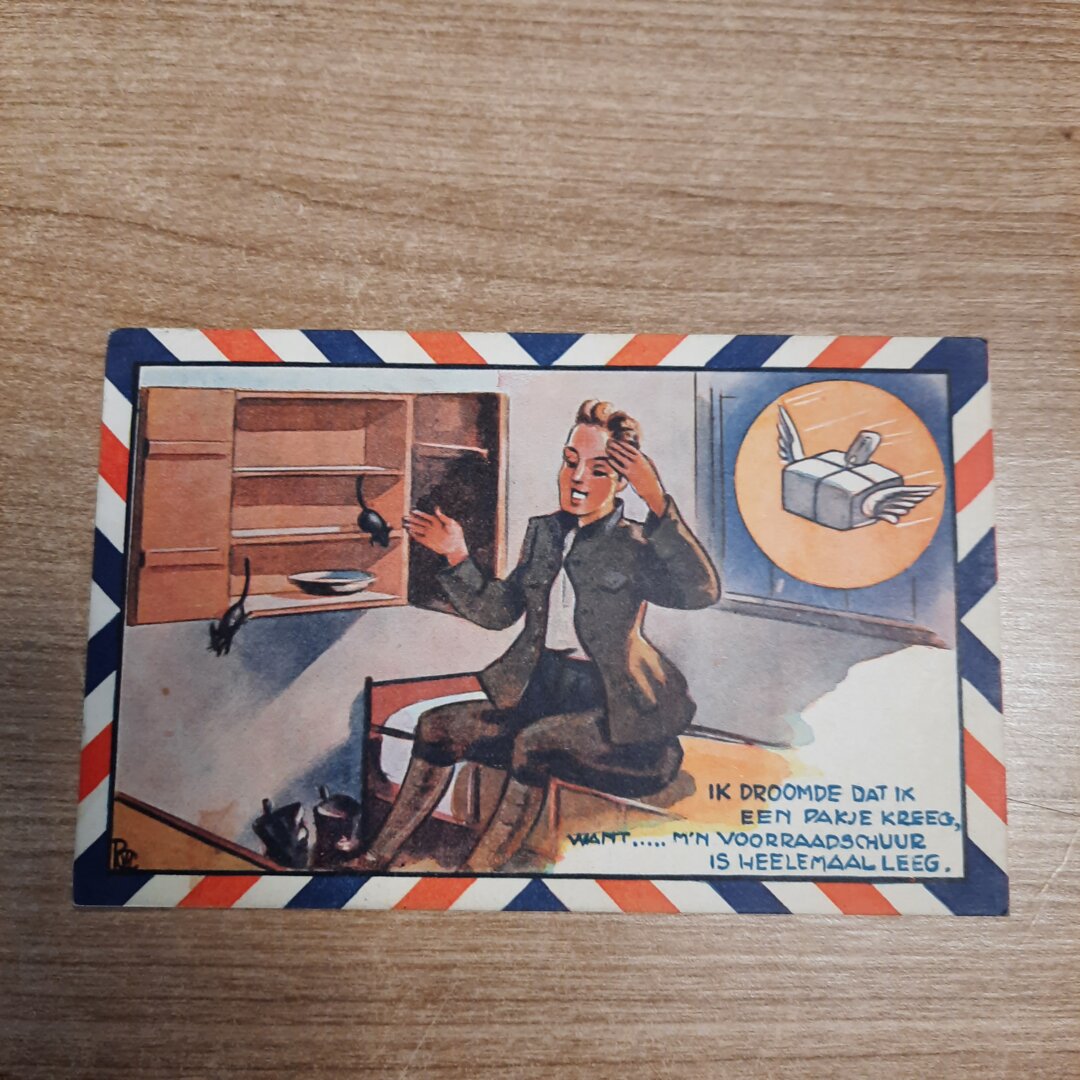 IK DROOMDE DAT IK
EEN PAKJE KREEG,
WANT..... M'N VOORRAADSCHUUR
IS HEELEMAAL LEEG.